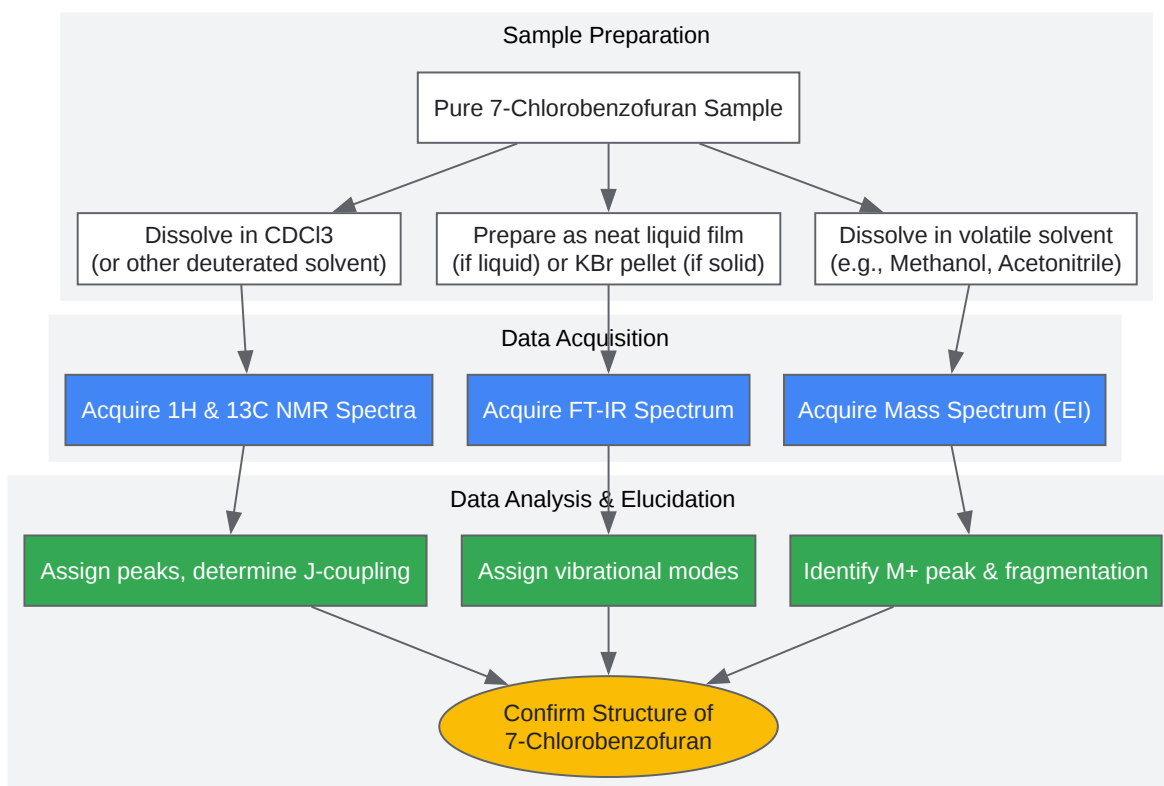 Sample Preparation
Pure 7-Chlorobenzofuran Sample
Dissolve in CDCl3
(or other deuterated solvent)
Prepare as neat liquid film
(if liquid) or KBr pellet (if solid)
Dissolve in volatile solvent
(e.g., Methanol, Acetonitrile)
Data Acquisition
Acquire 1H & 13C NMR Spectra
Acquire FT-IR Spectrum
Acquire Mass Spectrum (EI)
Data Analysis & Elucidation
Assign peaks, determine J-coupling
Assign vibrational modes
Identify M+ peak & fragmentation
Confirm Structure of
7-Chlorobenzofuran